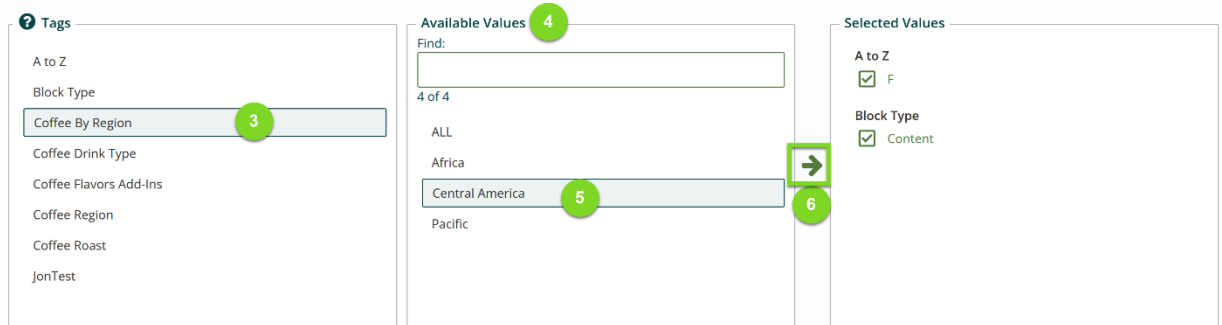 ? Tags
A to Z
Block Type
Coffee By Region 3
Coffee Drink Type
Coffee Flavors Add-Ins
Coffee Region
Coffee Roast
JonTest
Available Values 4
Find:
4 of 4
ALL
Africa
Central America 5
Pacific
6
Selected Values
A to Z
F
Block Type
Content